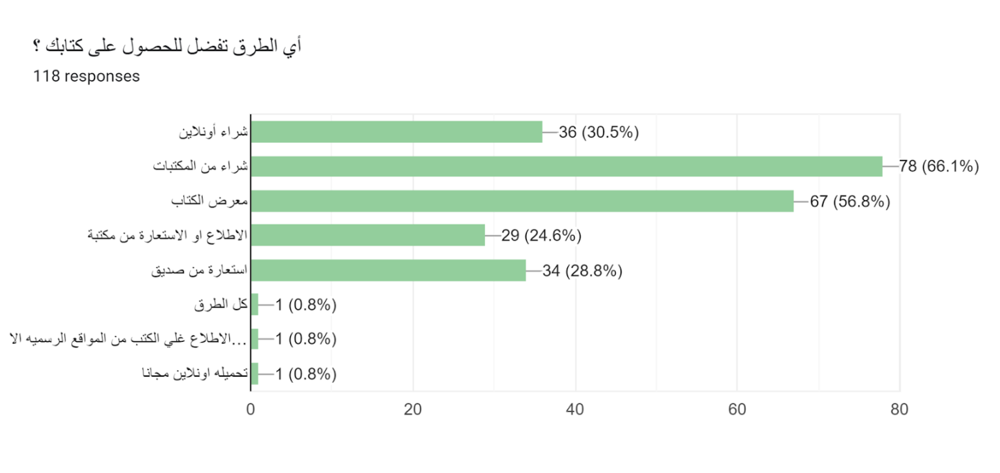 أي الطرق تفضل للحصول على كتابك ؟
118 responses
شراء أونلاين
36 (30.5%)
شراء من المكتبات
78 (66.1%)
معرض الكتاب
67 (56.8%)
الاطلاع او الاستعارة من مكتبة
29 (24.6%)
استعارة من صديق
34 (28.8%)
كل الطرق
1 (0.8%)
الاطلاع غلي الكتب من المواقع الرسميه الا...
1 (0.8%)
تحميله اونلاين مجانا
1 (0.8%)
0 20 40 60 80